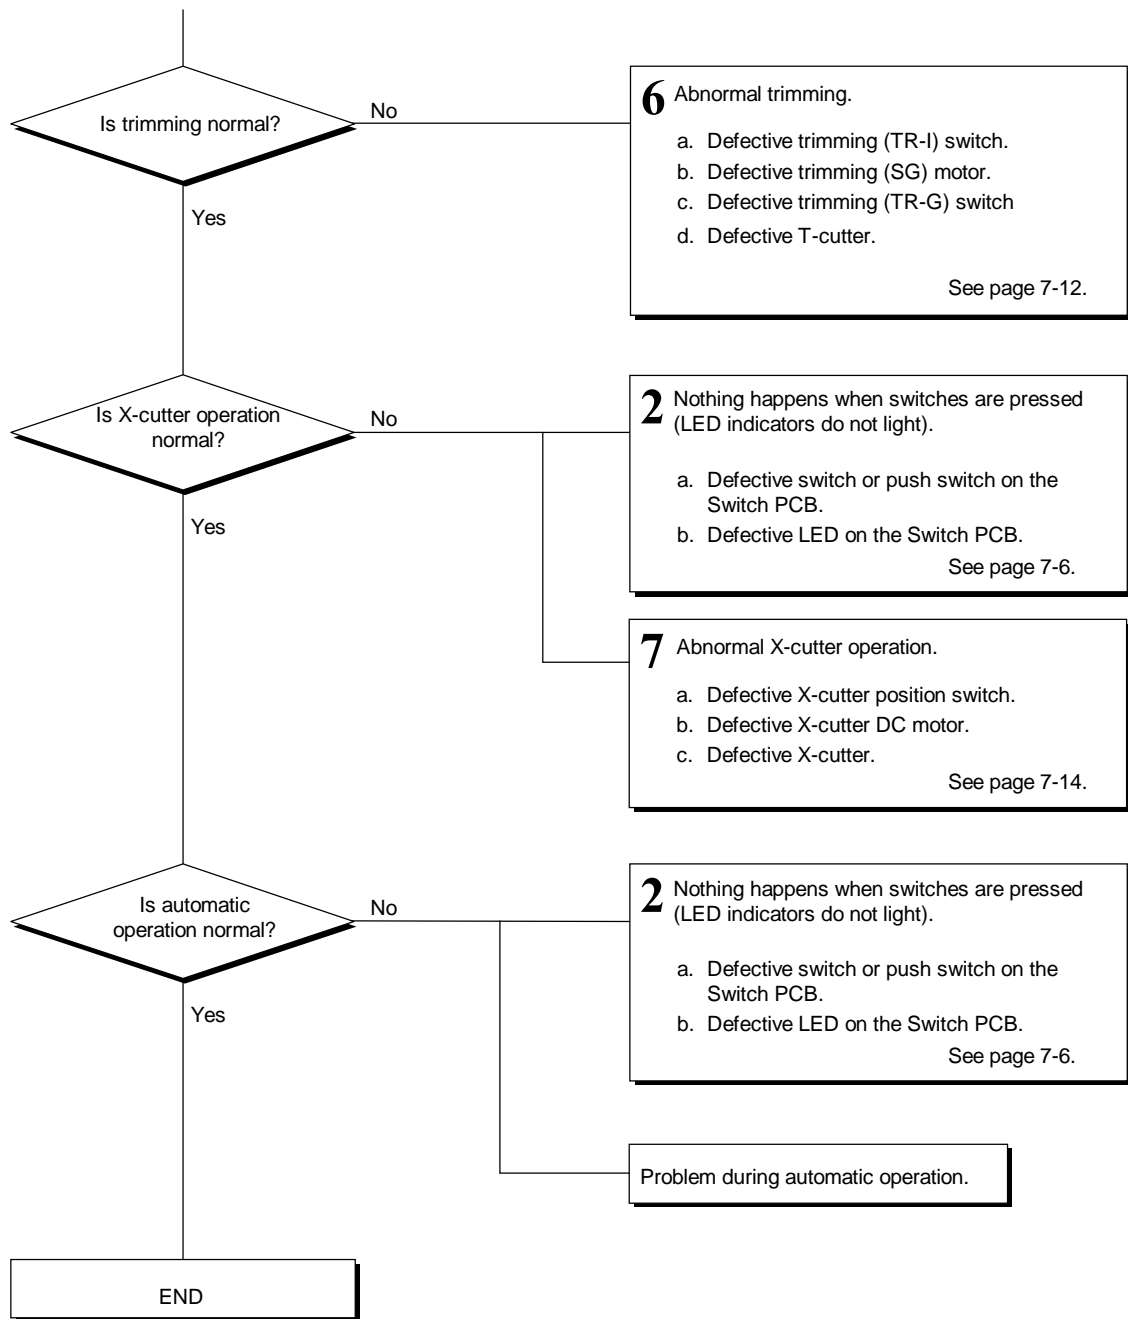 Is trimming normal?
No
Yes
6 Abnormal trimming.
a. Defective trimming (TR-I) switch.
b. Defective trimming (SG) motor.
c. Defective trimming (TR-G) switch
d. Defective T-cutter.
See page 7-12.
Is X-cutter operation
normal?
No
Yes
2 Nothing happens when switches are pressed
(LED indicators do not light).
a. Defective switch or push switch on the
Switch PCB.
b. Defective LED on the Switch PCB.
See page 7-6.
7 Abnormal X-cutter operation.
a. Defective X-cutter position switch.
b. Defective X-cutter DC motor.
c. Defective X-cutter.
See page 7-14.
Is automatic
operation normal?
No
Yes
2 Nothing happens when switches are pressed
(LED indicators do not light).
a. Defective switch or push switch on the
Switch PCB.
b. Defective LED on the Switch PCB.
See page 7-6.
Problem during automatic operation.
END